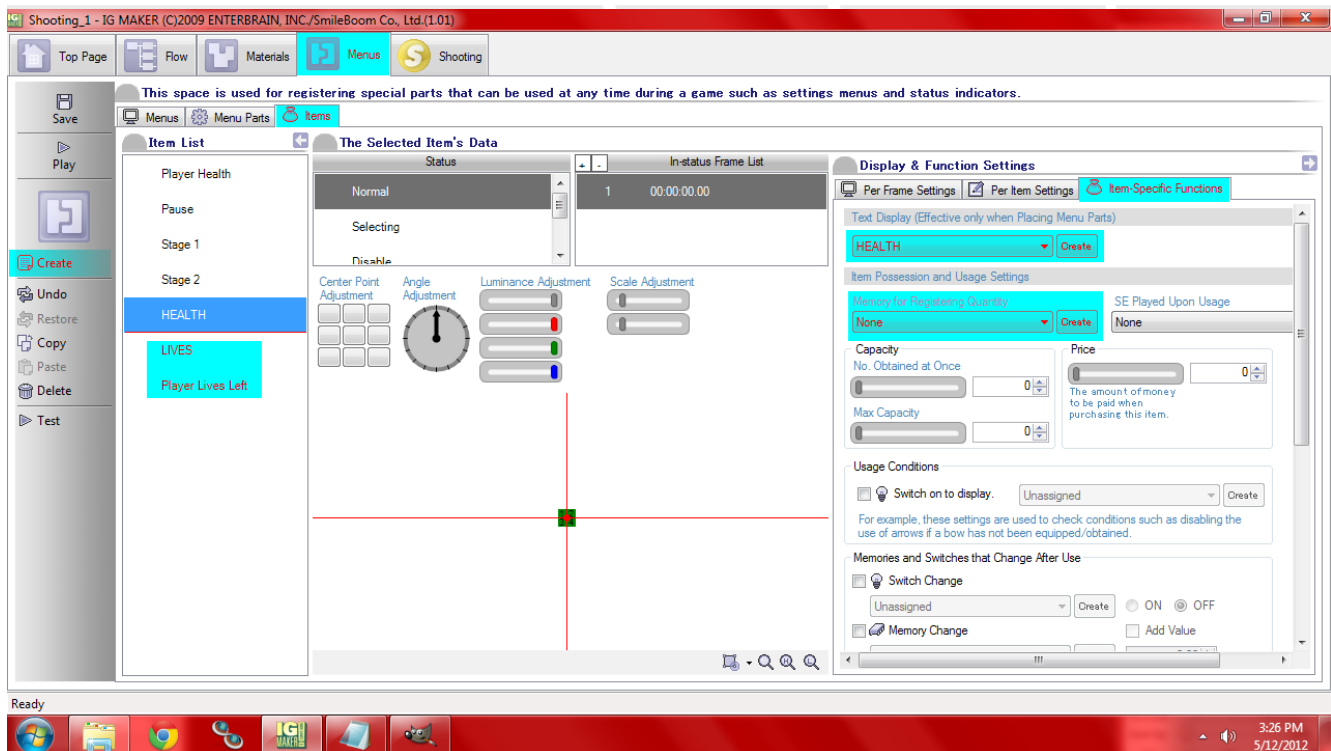 Shooting_1 - IG MAKER (C)2009 ENTERBRAIN, INC./SmileBoom Co., Ltd.(1.01)
Top Page
Flow
Materials
Menus
Shooting
This space is used for registering special parts that can be used at any time during a game such as settings menus and status indicators.
Save
Play
Create
Undo
Restore
Copy
Paste
Delete
Test
Menus
Menu Parts
Items
Item List
Player Health
Pause
Stage 1
Stage 2
HEALTH
LIVES
Player Lives Left
The Selected Item's Data
Status
+ -
In-status Frame List
Normal
Selecting
Disable
1 00:00:00.00
Center Point
Adjustment
Angle
Adjustment
Luminance Adjustment
Scale Adjustment
Display & Function Settings
Per Frame Settings
Per Item Settings
Item-Specific Functions
Text Display (Effective only when Placing Menu Parts)
HEALTH
Create
Item Possession and Usage Settings
Memory for Registering Quantity
SE Played Upon Usage
None
Create
None
Capacity
No. Obtained at Once
0
Max Capacity
0
Price
0
The amount of money
to be paid when
purchasing this item.
Usage Conditions
Switch on to display.
Unassigned
Create
For example, these settings are used to check conditions such as disabling the
use of arrows if a bow has not been equipped/obtained.
Memories and Switches that Change After Use
Switch Change
Unassigned
Create
ON
OFF
Memory Change
Add Value
Ready
IG
MAKER
3:26 PM
5/12/2012